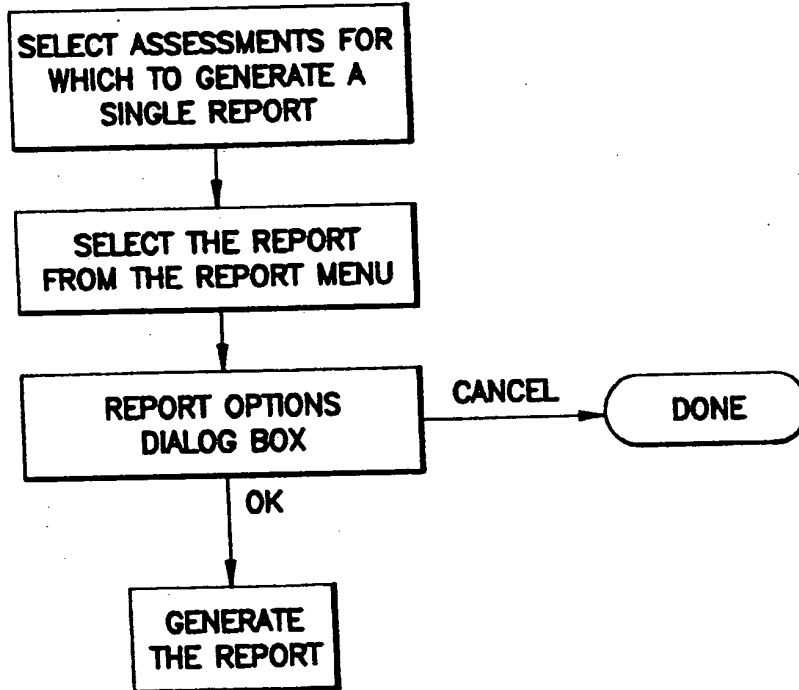 SELECT ASSESSMENTS FOR
WHICH TO GENERATE A
SINGLE REPORT
SELECT THE REPORT
FROM THE REPORT MENU
REPORT OPTIONS
DIALOG BOX
CANCEL
DONE
OK
GENERATE
THE REPORT